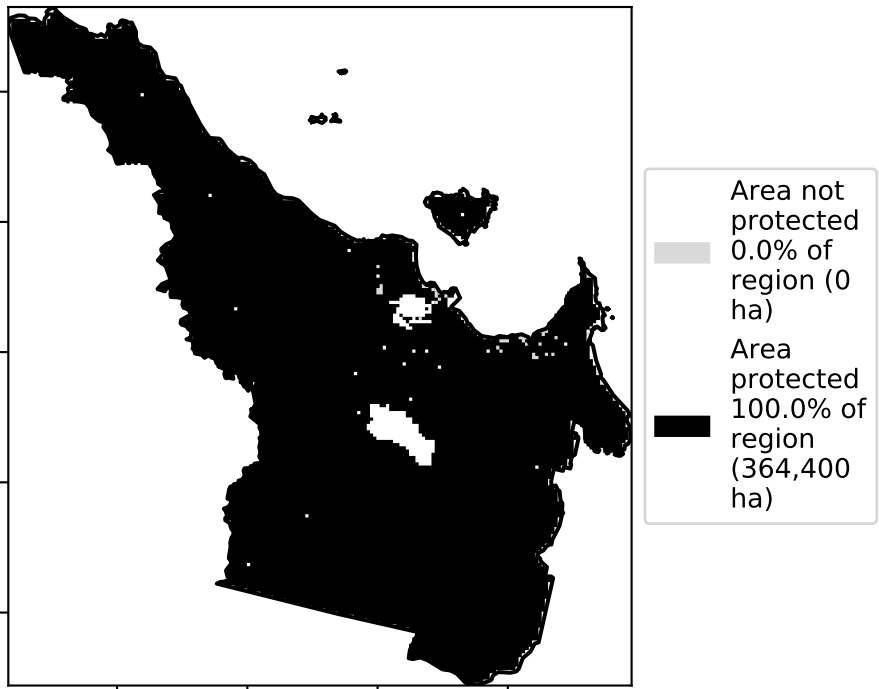 Area not
protected
0.0% of
region (0
ha)
Area
protected
100.0% of
region
(364,400
ha)